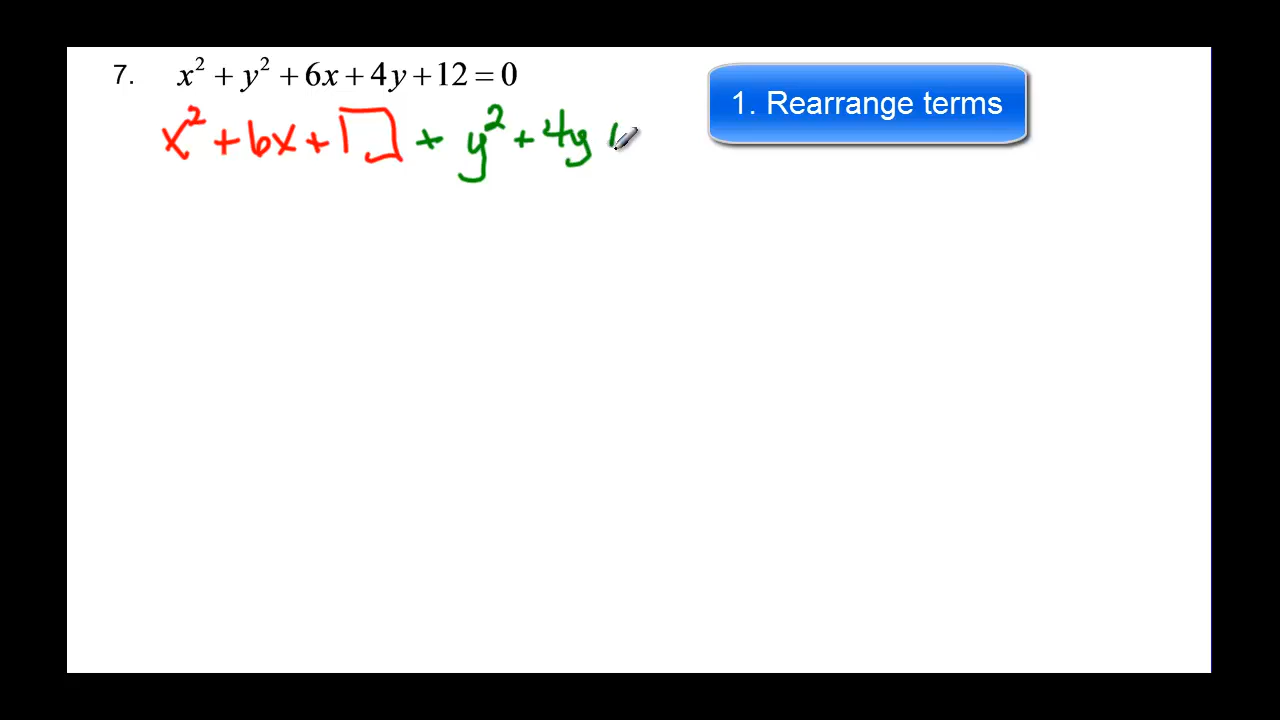 7. x² + y² + 6x + 4y + 12 = 0
1. Rearrange terms
x² + 6x + □ + y² + 4y